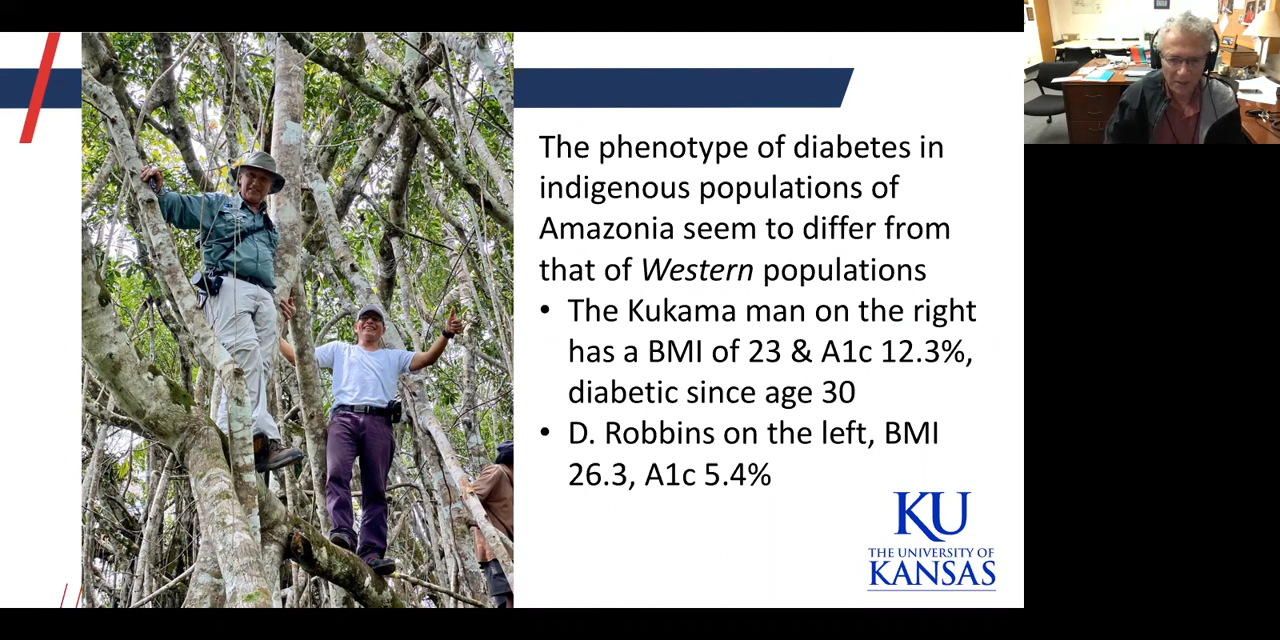 The phenotype of diabetes in
indigenous populations of
Amazonia seem to differ from
that of Western populations
• The Kukama man on the right
has a BMI of 23 & A1c 12.3%,
diabetic since age 30
• D. Robbins on the left, BMI
26.3, A1c 5.4%
KU
THE UNIVERSITY OF
KANSAS